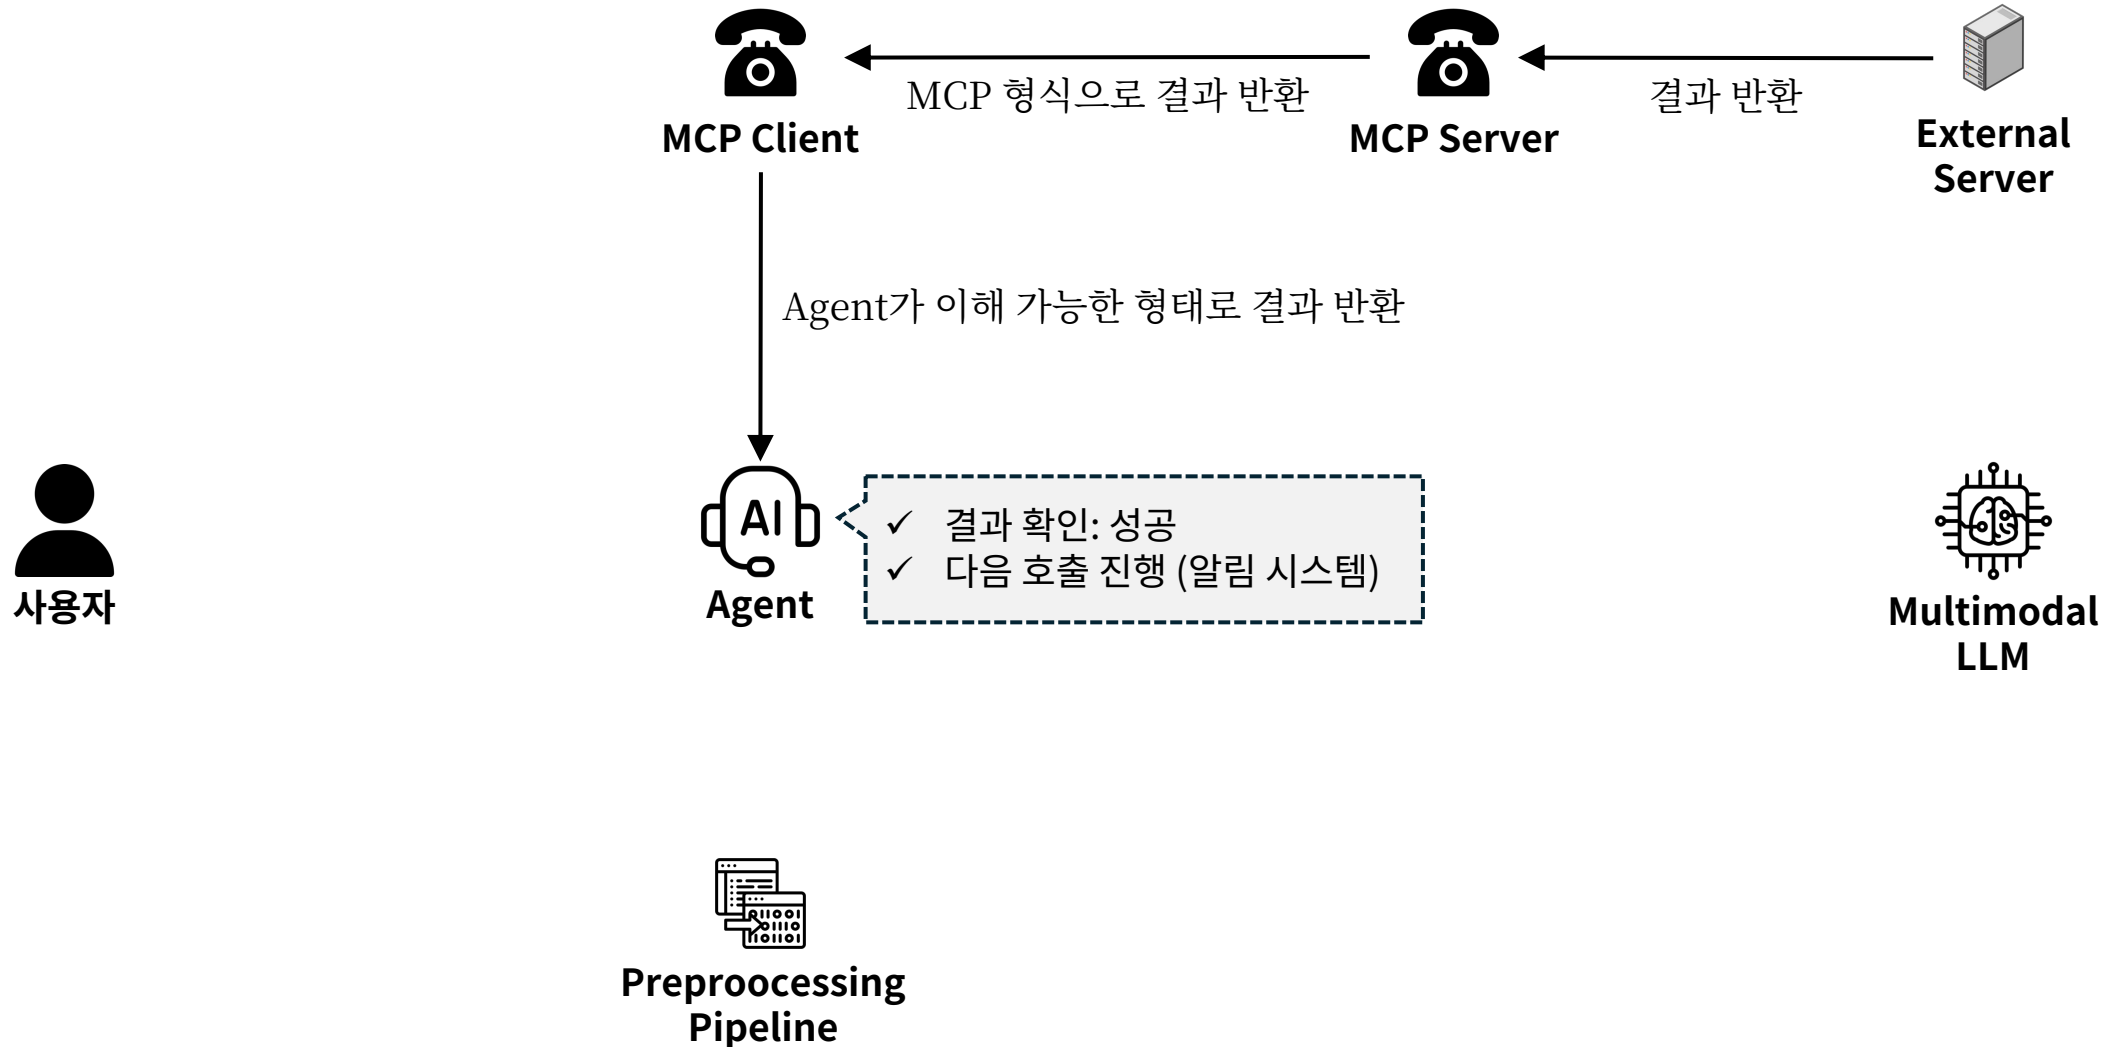 MCP 형식으로 결과 반환
결과 반환
MCP Client
MCP Server
External
Server
Agent가 이해 가능한 형태로 결과 반환
AI
✓ 결과 확인: 성공
✓ 다음 호출 진행 (알림 시스템)
사용자
Agent
Multimodal
LLM
Preproocessing
Pipeline